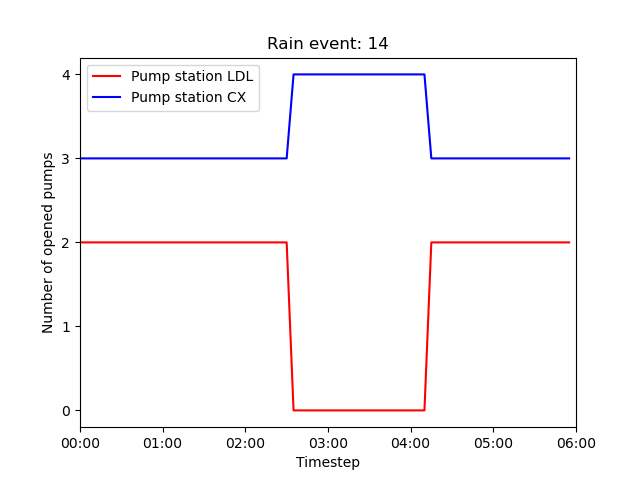 Rain event: 14
Pump station LDL
Pump station CX
Number of opened pumps
4
3
2
1
0
00:00 01:00 02:00 03:00 04:00 05:00 06:00
Timestep